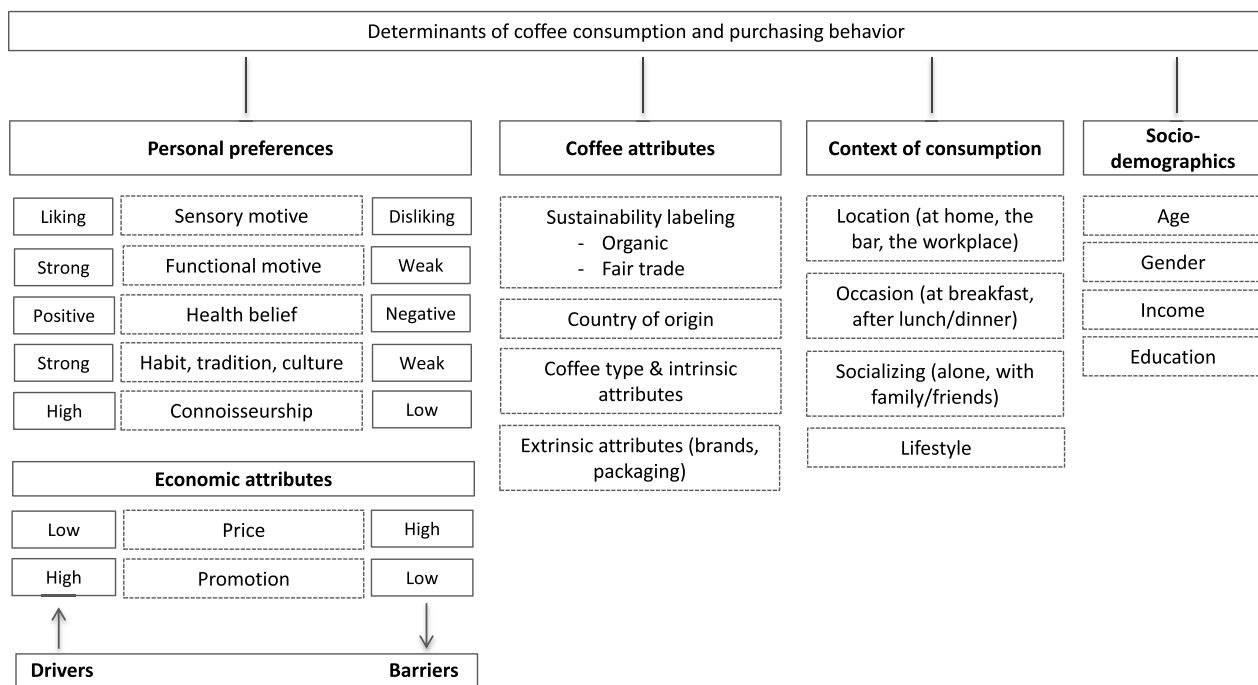 Determinants of coffee consumption and purchasing behavior
Personal preferences
Liking
Sensory motive
Disliking
Strong
Functional motive
Weak
Positive
Health belief
Negative
Strong
Habit, tradition, culture
Weak
High
Connoisseurship
Low
Economic attributes
Low
Price
High
High
Promotion
Low
Drivers
Barriers
Coffee attributes
Sustainability labeling
- Organic
- Fair trade
Country of origin
Coffee type & intrinsic
attributes
Extrinsic attributes (brands,
packaging)
Context of consumption
Location (at home, the
bar, the workplace)
Occasion (at breakfast,
after lunch/dinner)
Socializing (alone, with
family/friends)
Lifestyle
Socio-
demographics
Age
Gender
Income
Education